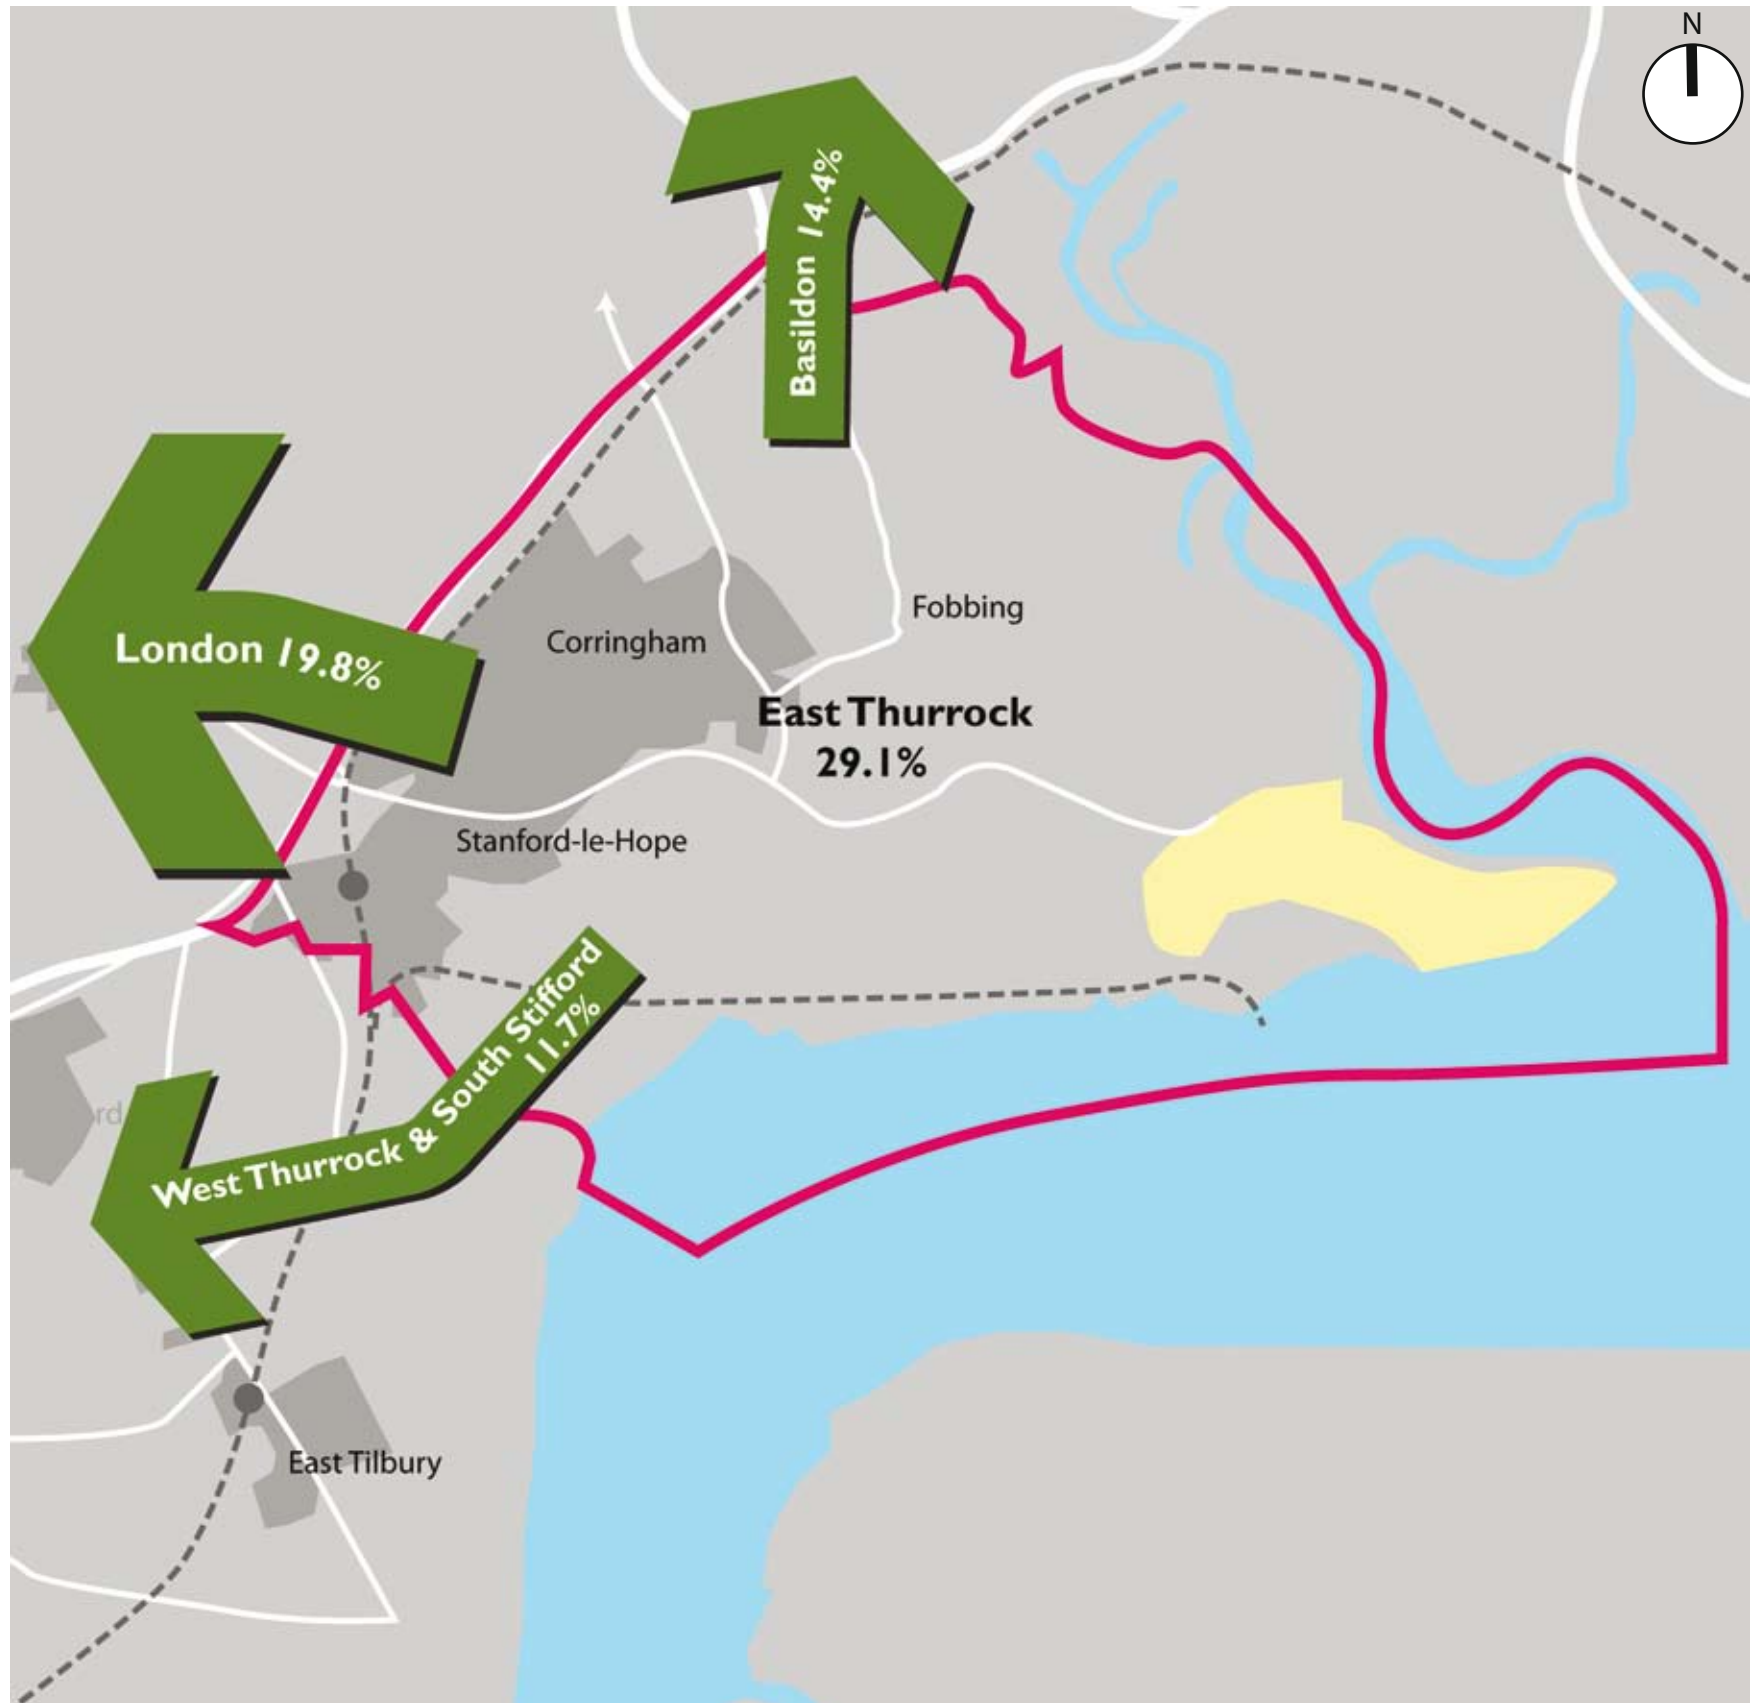 N
Basildon 14.4%
Fobbing
Corringham
London 19.8%
East Thurrock
29.1%
Stanford-le-Hope
West Thurrock & South Stifford
11.7%
rd
East Tilbury